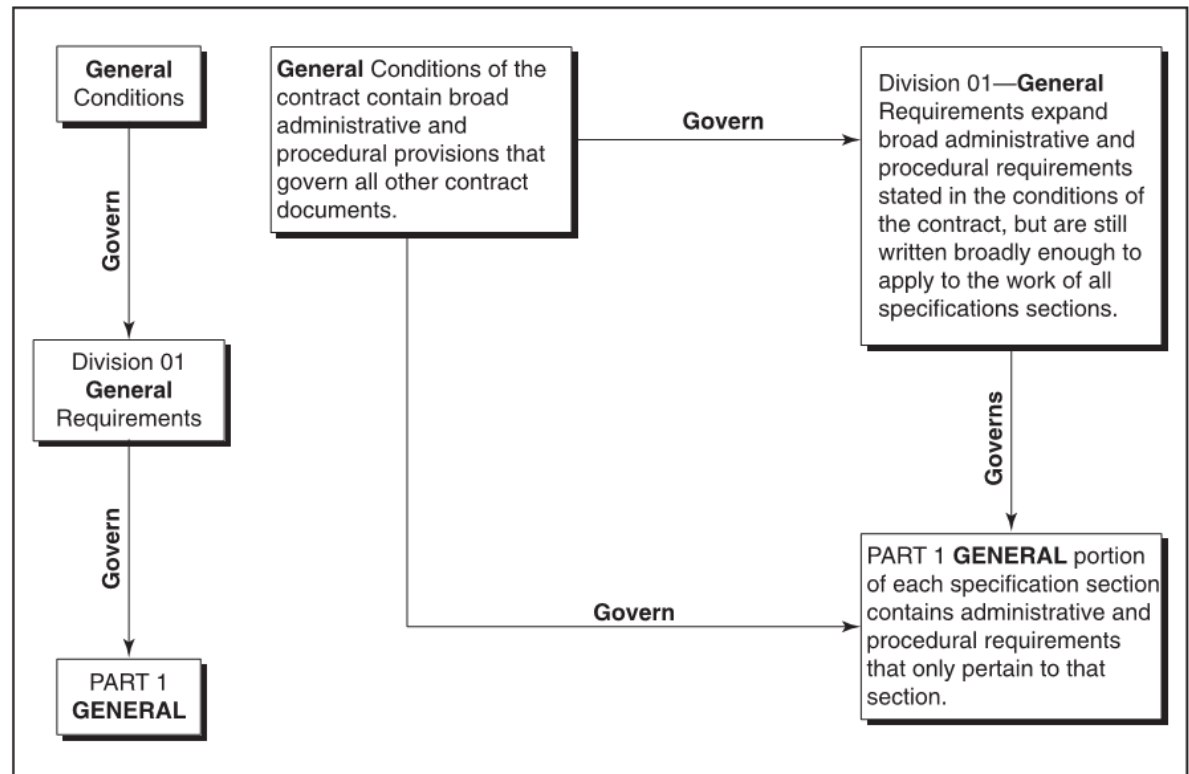 General
Conditions
Govern
Division 01
General
Requirements
Govern
PART 1
GENERAL
General Conditions of the
contract contain broad
administrative and
procedural provisions that
govern all other contract
documents.
Govern
Division 01—General
Requirements expand
broad administrative and
procedural requirements
stated in the conditions of
the contract, but are still
written broadly enough to
apply to the work of all
specifications sections.
Governs
Govern
PART 1 GENERAL portion
of each specification section
contains administrative and
procedural requirements
that only pertain to that
section.